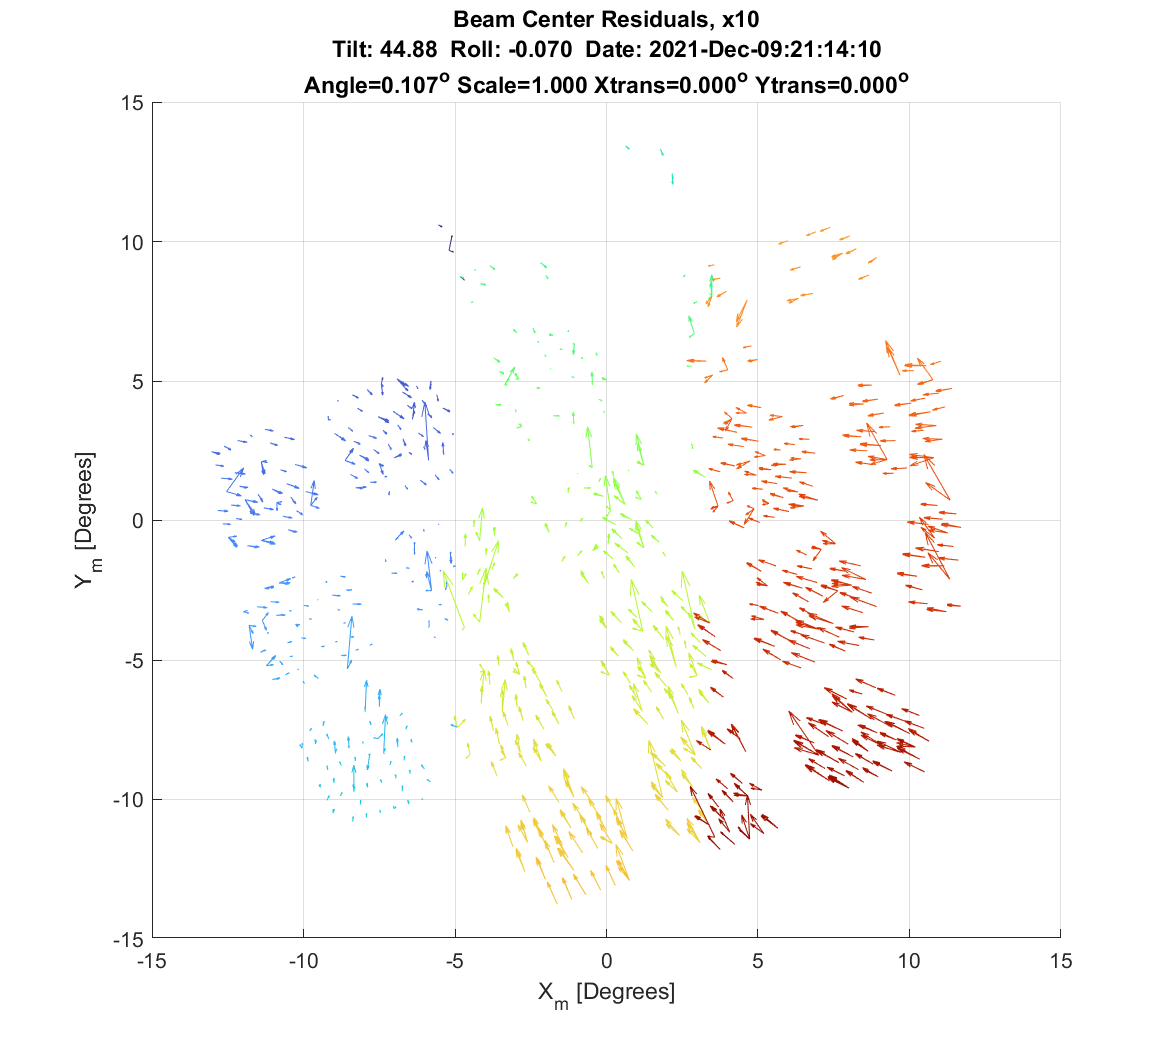 Beam Center Residuals, x10
Tilt: 44.88 Roll: -0.070 Date: 2021-Dec-09:21:14:10
Angle=0.107° Scale=1.000 Xtrans=0.000° Ytrans=0.000°
15
10
5
0
-5
-10
-15
Y_m [Degrees]
-15 -10 -5 0 5 10 15
X_m [Degrees]